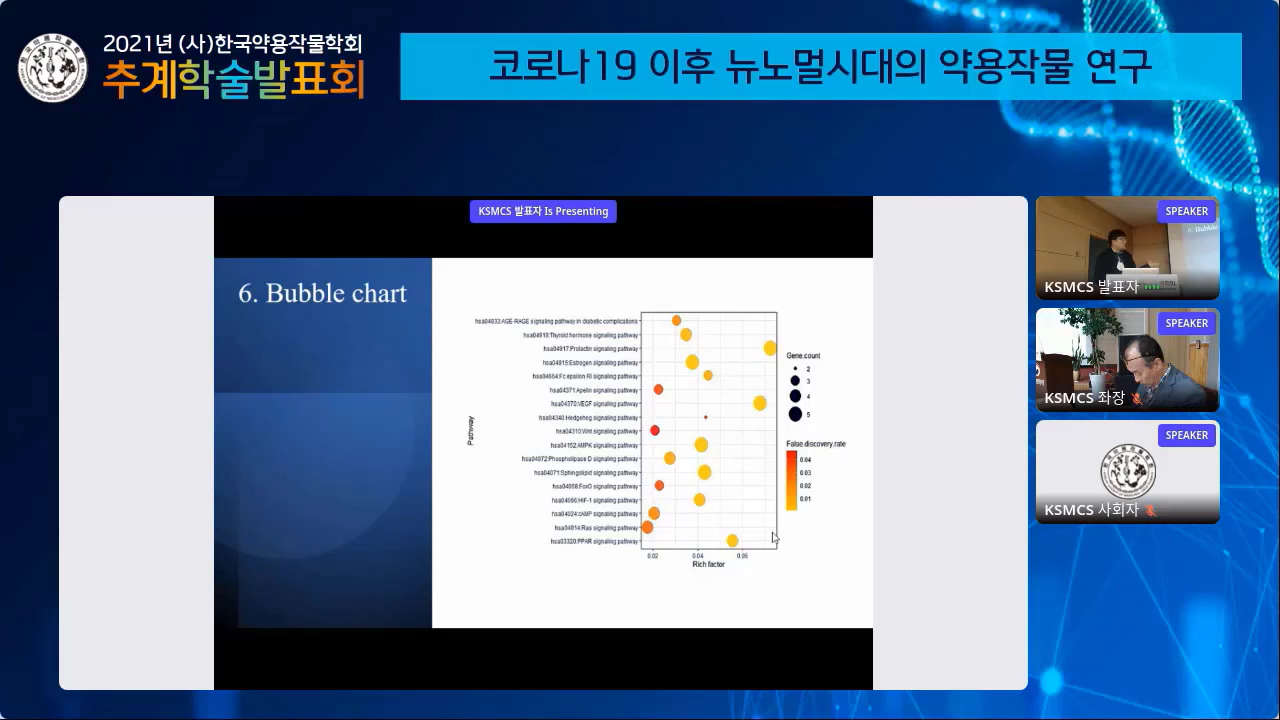 2021년 (사)한국약용작물학회
추계학술발표회
코로나19 이후 뉴노멀시대의 약용작물 연구
KSMCS 발표자 Is Presenting
6. Bubble chart
Pathway
hsa04933:AGE-RAGE signaling pathway in diabetic complications
hsa04919:Thyroid hormone signaling pathway
hsa04917:Prolactin signaling pathway
hsa04915:Estrogen signaling pathway
hsa04664:Fc epsilon RI signaling pathway
hsa04371:Apelin signaling pathway
hsa04370:VEGF signaling pathway
hsa04340:Hedgehog signaling pathway
hsa04310:Wnt signaling pathway
hsa04152:AMPK signaling pathway
hsa04072:Phospholipase D signaling pathway
hsa04071:Sphingolipid signaling pathway
hsa04068:FoxO signaling pathway
hsa04066:HIF-1 signaling pathway
hsa04024:cAMP signaling pathway
hsa04014:Ras signaling pathway
hsa03320:PPAR signaling pathway
0.02 0.04 0.06
Rich factor
Gene.count
2
3
4
5
False.discovery.rate
0.04
0.03
0.02
0.01
SPEAKER
6. Bubble
KSMCS 발표자
SPEAKER
KSMCS 좌장
SPEAKER
KSMCS 사회자